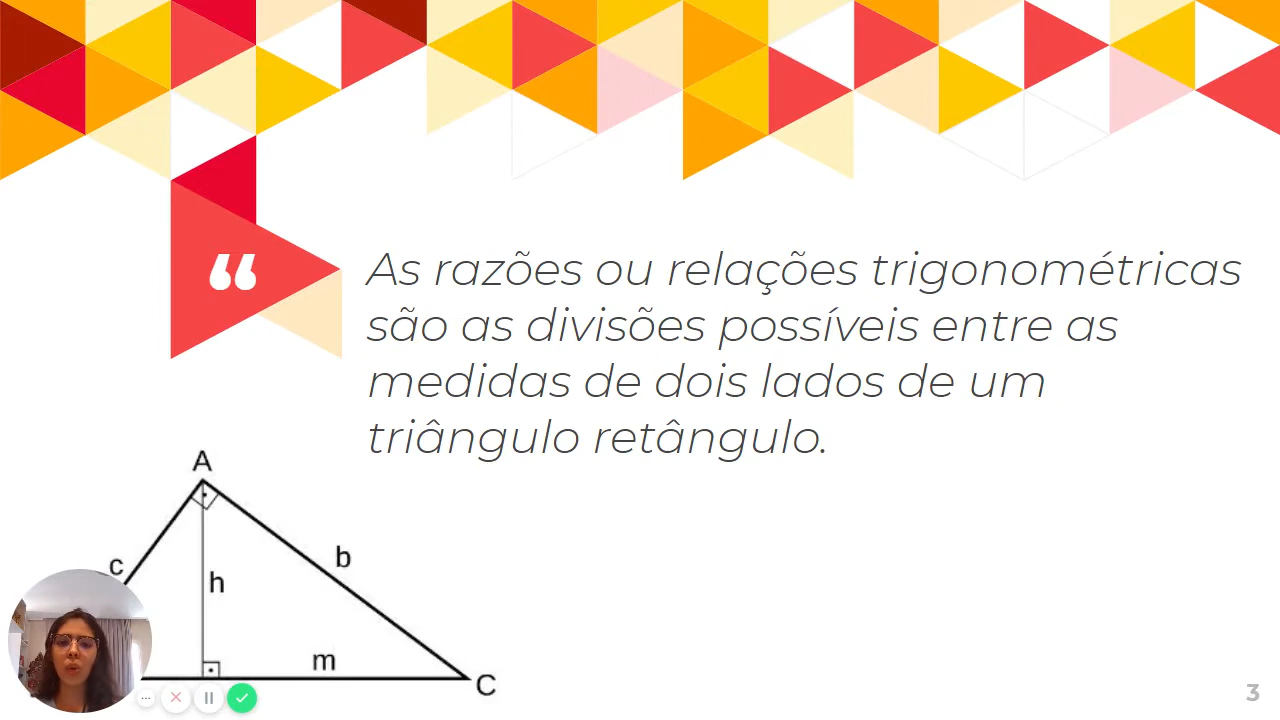 “
As razões ou relações trigonométricas
são as divisões possíveis entre as
medidas de dois lados de um
triângulo retângulo.
A
c
b
h
m
C
3